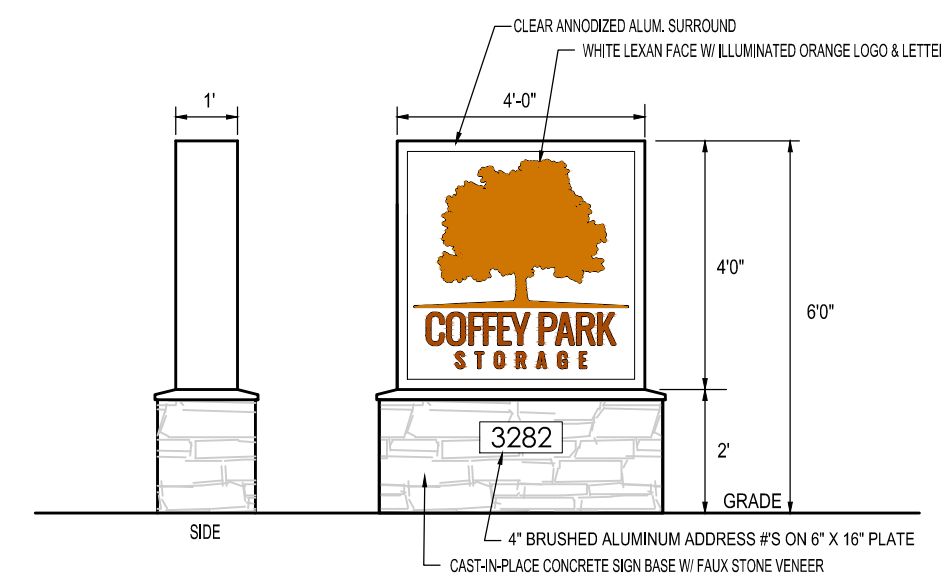 CLEAR ANNODIZED ALUM. SURROUND
WHITE LEXAN FACE W/ ILLUMINATED ORANGE LOGO & LETTE
1'
4'-0"
4'0"
6'0"
COFFEY PARK
STORAGE
3282
2'
GRADE
SIDE
4" BRUSHED ALUMINUM ADDRESS #'S ON 6" X 16" PLATE
CAST-IN-PLACE CONCRETE SIGN BASE W/ FAUX STONE VENEER